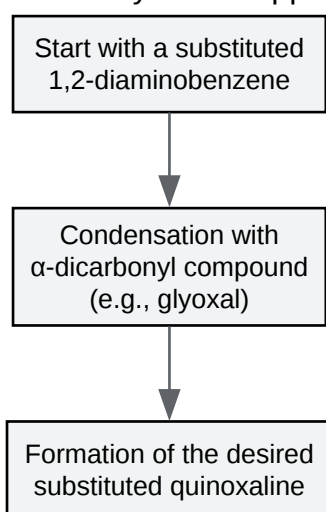 Start with a substituted
1,2-diaminobenzene
Condensation with
α-dicarbonyl compound
(e.g., glyoxal)
Formation of the desired
substituted quinoxaline